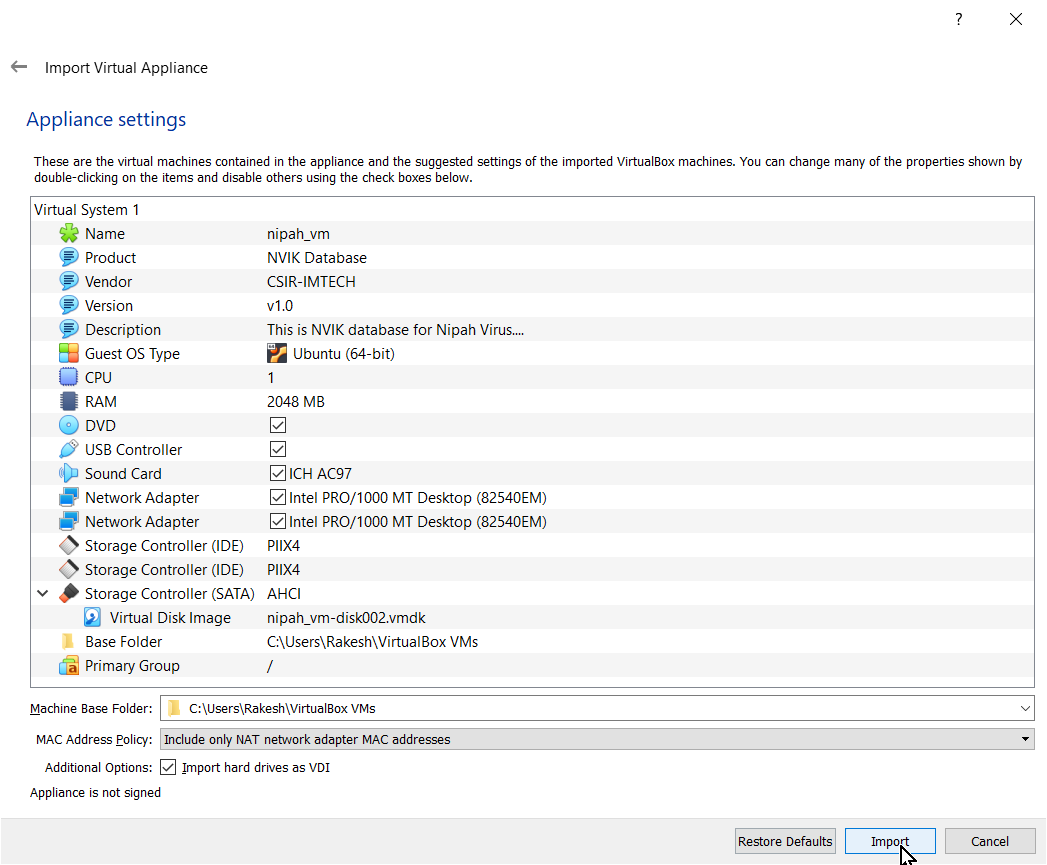 ?
Import Virtual Appliance
Appliance settings
These are the virtual machines contained in the appliance and the suggested settings of the imported VirtualBox machines. You can change many of the properties shown by
double-clicking on the items and disable others using the check boxes below.
Virtual System 1
Name nipah_vm
Product NVIK Database
Vendor CSIR-IMTECH
Version v1.0
Description This is NVIK database for Nipah Virus....
Guest OS Type Ubuntu (64-bit)
CPU 1
RAM 2048 MB
DVD
USB Controller
Sound Card ICH AC97
Network Adapter Intel PRO/1000 MT Desktop (82540EM)
Network Adapter Intel PRO/1000 MT Desktop (82540EM)
Storage Controller (IDE) PIIX4
Storage Controller (IDE) PIIX4
Storage Controller (SATA) AHCI
Virtual Disk Image nipah_vm-disk002.vmdk
Base Folder C:\Users\Rakesh\VirtualBox VMs
Primary Group /
Machine Base Folder: C:\Users\Rakesh\VirtualBox VMs
MAC Address Policy: Include only NAT network adapter MAC addresses
Additional Options: Import hard drives as VDI
Appliance is not signed
Restore Defaults Import Cancel